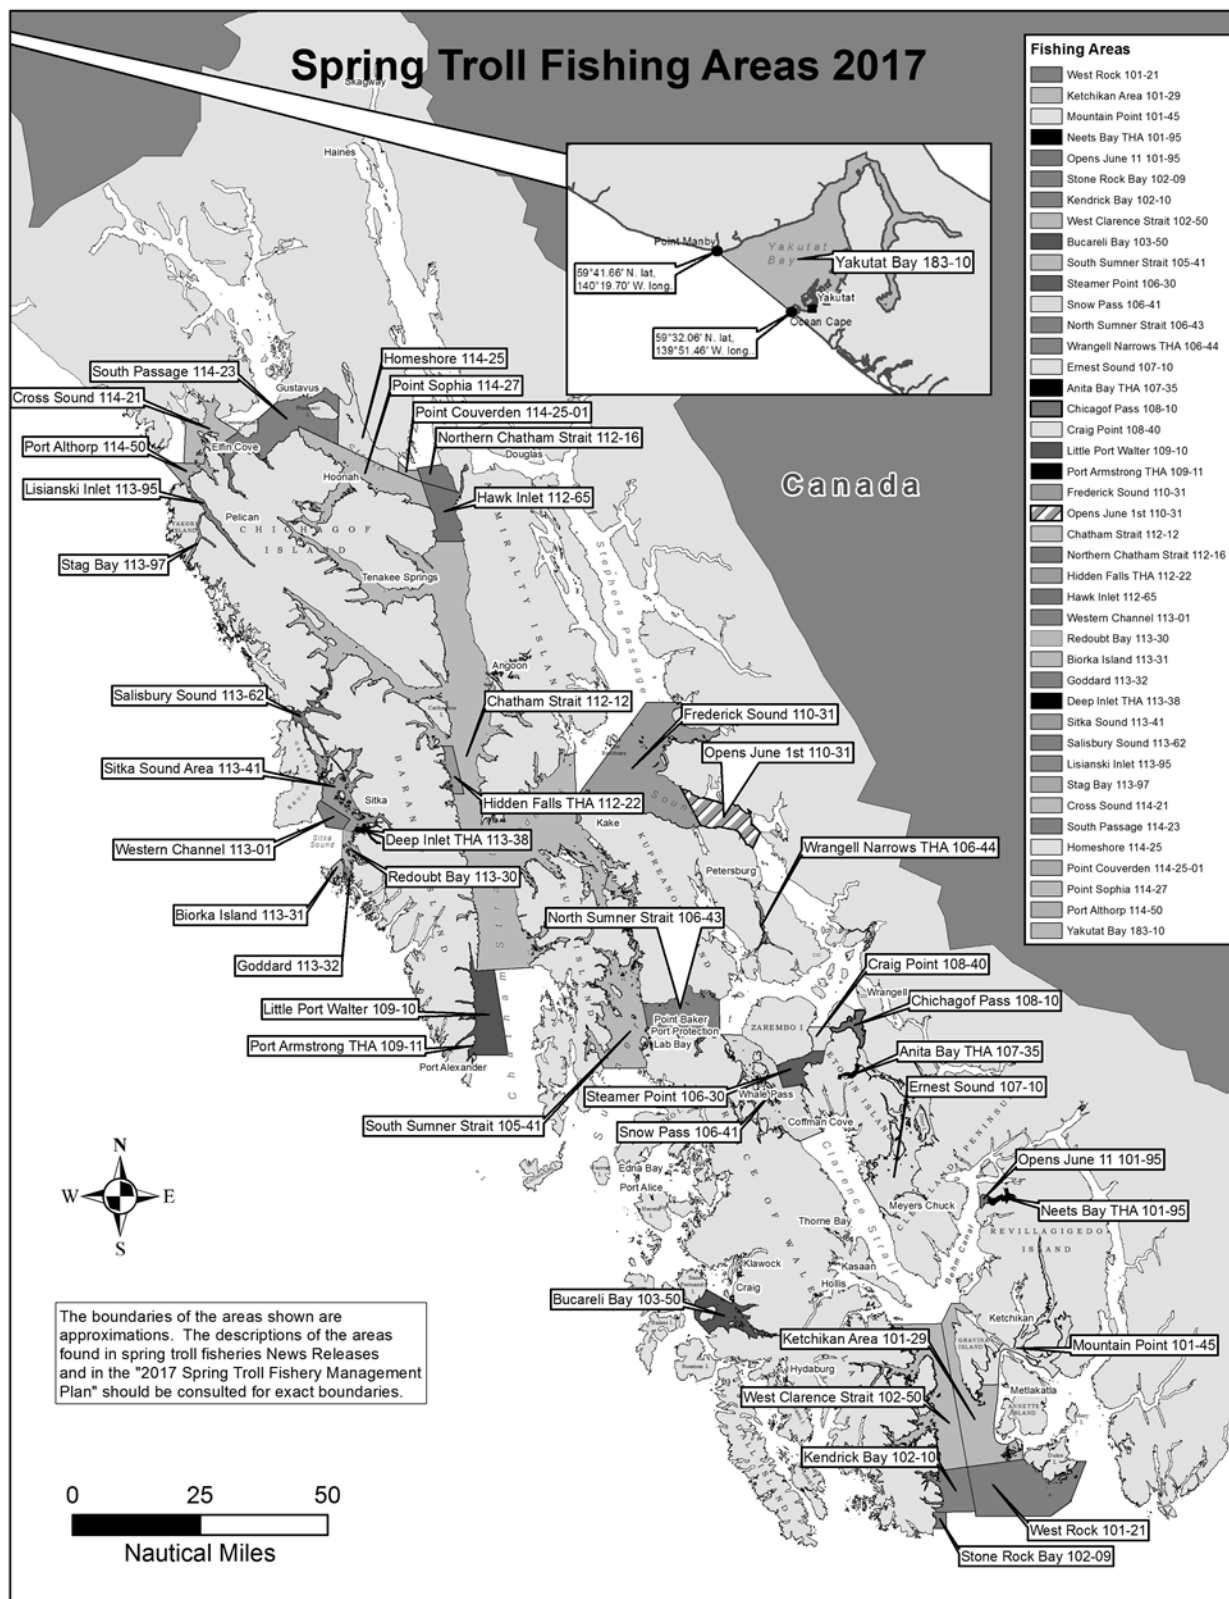 Spring Troll Fishing Areas 2017
Skagway
Haines
Point Manby
59°41.66' N. lat,
140°19.70' W. long.
Yakutat
Bay
Yakutat Bay 183-10
Yakutat
Ocean Cape
59°32.06' N. lat,
139°51.46' W. long..
Canada
Homeshore 114-25
South Passage 114-23
Point Sophia 114-27
Gustavus
Cross Sound 114-21
Point Couverden 114-25-01
Elfin Cove
Northern Chatham Strait 112-16
Port Althorp 114-50
Douglas
Hoonah
Lisianski Inlet 113-95
Hawk Inlet 112-65
Pelican
CHICHAGOF
ISLAND
Stag Bay 113-97
Tenakee Springs
ADMIRALTY ISLAND
Stephens Passage
Angoon
Salisbury Sound 113-62
Chatham Strait 112-12
Frederick Sound 110-31
Opens June 1st 110-31
Sitka Sound Area 113-41
Sitka
Hidden Falls THA 112-22
Kake
Western Channel 113-01
Sitka
Sound
Deep Inlet THA 113-38
Wrangell Narrows THA 106-44
Redoubt Bay 113-30
Petersburg
BARANOF
ISLAND
Biorka Island 113-31
North Sumner Strait 106-43
Goddard 113-32
Craig Point 108-40
Wrangell
Little Port Walter 109-10
Chichagof Pass 108-10
Point Baker
Port Protection
ZAREMBO I
Lab Bay
Port Armstrong THA 109-11
Anita Bay THA 107-35
Port Alexander
Chatham
Ernest Sound 107-10
Steamer Point 106-30
Whale Pass
South Sumner Strait 105-41
Snow Pass 106-41
Coffman Cove
ETOLIN ISLAND
N
W E
S
Edna Bay
Port Alice
Opens June 11 101-95
Clarence Strait
Meyers Chuck
Neets Bay THA 101-95
Behm Canal
REVILLAGIGEDO
ISLAND
Thorne Bay
Klawock
Kasaan
Craig
Hollis
Bucareli Bay 103-50
Ketchikan
Ketchikan Area 101-29
GRAVINA
ISLAND
Mountain Point 101-45
Hydaburg
Metlakatla
ANNETTE
ISLAND
West Clarence Strait 102-50
Kendrick Bay 102-10
West Rock 101-21
Stone Rock Bay 102-09
The boundaries of the areas shown are
approximations. The descriptions of the areas
found in spring troll fisheries News Releases
and in the "2017 Spring Troll Fishery Management
Plan" should be consulted for exact boundaries.
0 25 50
Nautical Miles
Fishing Areas
West Rock 101-21
Ketchikan Area 101-29
Mountain Point 101-45
Neets Bay THA 101-95
Opens June 11 101-95
Stone Rock Bay 102-09
Kendrick Bay 102-10
West Clarence Strait 102-50
Bucareli Bay 103-50
South Sumner Strait 105-41
Steamer Point 106-30
Snow Pass 106-41
North Sumner Strait 106-43
Wrangell Narrows THA 106-44
Ernest Sound 107-10
Anita Bay THA 107-35
Chicagof Pass 108-10
Craig Point 108-40
Little Port Walter 109-10
Port Armstrong THA 109-11
Frederick Sound 110-31
Opens June 1st 110-31
Chatham Strait 112-12
Northern Chatham Strait 112-16
Hidden Falls THA 112-22
Hawk Inlet 112-65
Western Channel 113-01
Redoubt Bay 113-30
Biorka Island 113-31
Goddard 113-32
Deep Inlet THA 113-38
Sitka Sound 113-41
Salisbury Sound 113-62
Lisianski Inlet 113-95
Stag Bay 113-97
Cross Sound 114-21
South Passage 114-23
Homeshore 114-25
Point Couverden 114-25-01
Point Sophia 114-27
Port Althorp 114-50
Yakutat Bay 183-10